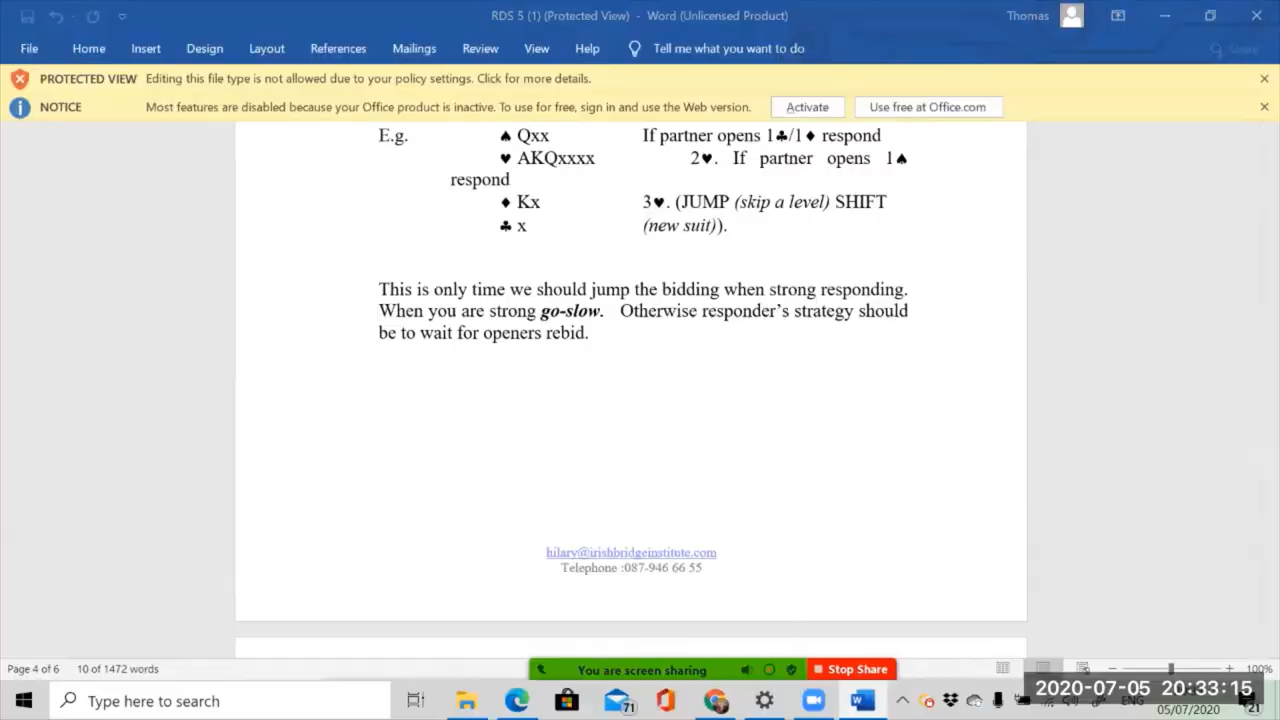 RDS 5 (1) (Protected View) - Word (Unlicensed Product)
Thomas
File Home Insert Design Layout References Mailings Review View Help Tell me what you want to do Share
PROTECTED VIEW Editing this file type is not allowed due to your policy settings. Click for more details.
NOTICE Most features are disabled because your Office product is inactive. To use for free, sign in and use the Web version. Activate Use free at Office.com
E.g. ♠ Qxx If partner opens 1♣/1♦ respond
♥ AKQxxxx 2♥. If partner opens 1♠
respond
♦ Kx 3♥. (JUMP (skip a level) SHIFT
♣ x (new suit)).
This is only time we should jump the bidding when strong responding.
When you are strong go-slow. Otherwise responder's strategy should
be to wait for openers rebid.
hilary@irishbridgeinstitute.com
Telephone :087-946 66 55
Page 4 of 6 10 of 1472 words
You are screen sharing Stop Share
100%
Type here to search
71
ENG
2020-07-05 20:33:15
05/07/2020
21